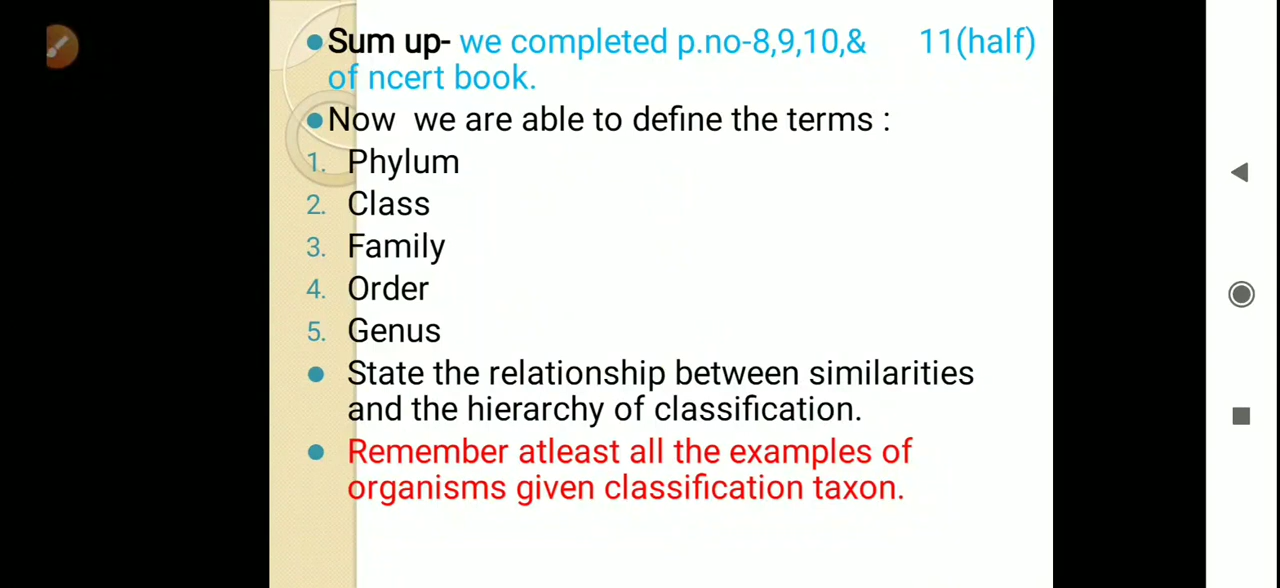 Sum up- we completed p.no-8,9,10,& 11(half)
of ncert book.
Now we are able to define the terms :
1. Phylum
2. Class
3. Family
4. Order
5. Genus
State the relationship between similarities
and the hierarchy of classification.
Remember atleast all the examples of
organisms given classification taxon.